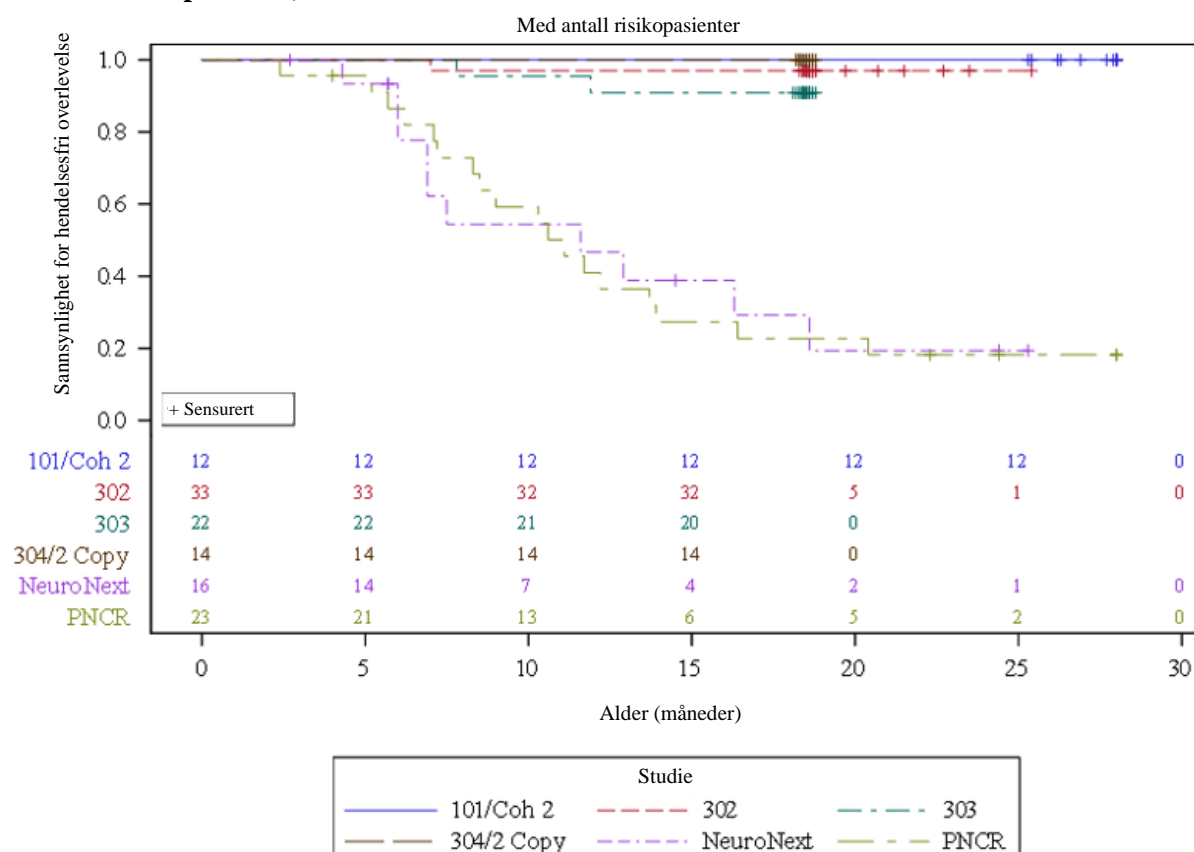 Med antall risikopasienter
Sannsynlighet for hendelsesfri overlevelse
1.0
0.8
0.6
0.4
0.2
0.0
+ Sensurert
101/Coh 2 12 12 12 12 12 12 0
302 33 33 32 32 5 1 0
303 22 22 21 20 0
304/2 Copy 14 14 14 14 0
NeuroNext 16 14 7 4 2 1 0
PNCR 23 21 13 6 5 2 0
0 5 10 15 20 25 30
Alder (måneder)
Studie
101/Coh 2 302 303
304/2 Copy NeuroNext PNCR